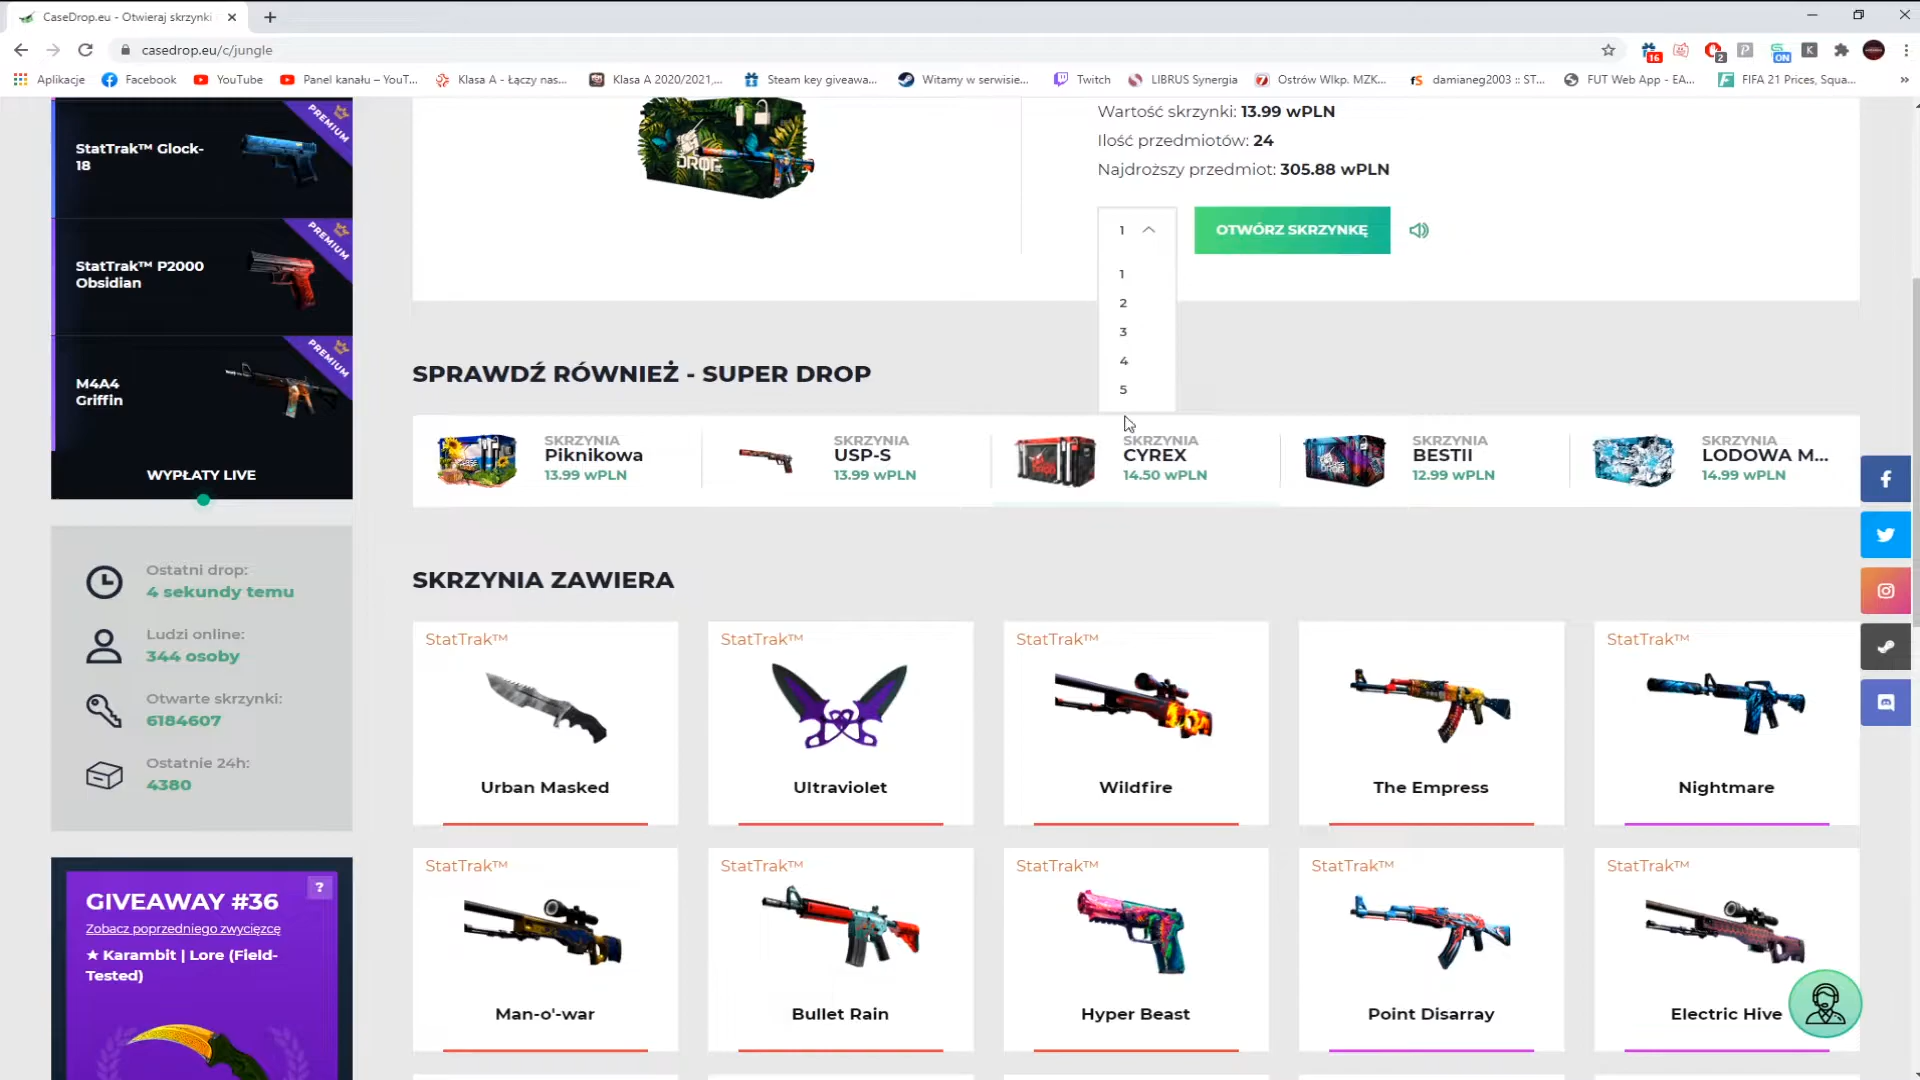 CaseDrop.eu - Otwieraj skrzynki
casedrop.eu/c/jungle
16
2
ON
Aplikacje
Facebook
YouTube
Panel kanału – YouT...
Klasa A - Łączy nas...
Klasa A 2020/2021,...
Steam key giveawa...
Witamy w serwisie...
Twitch
LIBRUS Synergia
Ostrów Wlkp. MZK...
damianeg2003 :: ST...
FUT Web App - EA...
FIFA 21 Prices, Squa...
PREMIUM
StatTrak™ Glock-
18
PREMIUM
StatTrak™ P2000
Obsidian
PREMIUM
M4A4
Griffin
WYPŁATY LIVE
Ostatni drop:
4 sekundy temu
Ludzi online:
344 osoby
Otwarte skrzynki:
6184607
Ostatnie 24h:
4380
GIVEAWAY #36
?
Zobacz poprzedniego zwycięzcę
★ Karambit | Lore (Field-
Tested)
DROP
Wartość skrzynki: 13.99 wPLN
Ilość przedmiotów: 24
Najdroższy przedmiot: 305.88 wPLN
1
OTWÓRZ SKRZYNKĘ
1
2
3
4
5
SPRAWDŹ RÓWNIEŻ - SUPER DROP
SKRZYNIA
Piknikowa
13.99 wPLN
SKRZYNIA
USP-S
13.99 wPLN
SKRZYNIA
CYREX
14.50 wPLN
SKRZYNIA
BESTII
12.99 wPLN
SKRZYNIA
LODOWA M...
14.99 wPLN
SKRZYNIA ZAWIERA
StatTrak™
Urban Masked
StatTrak™
Ultraviolet
StatTrak™
Wildfire
The Empress
StatTrak™
Nightmare
StatTrak™
Man-o'-war
StatTrak™
Bullet Rain
StatTrak™
Hyper Beast
StatTrak™
Point Disarray
StatTrak™
Electric Hive